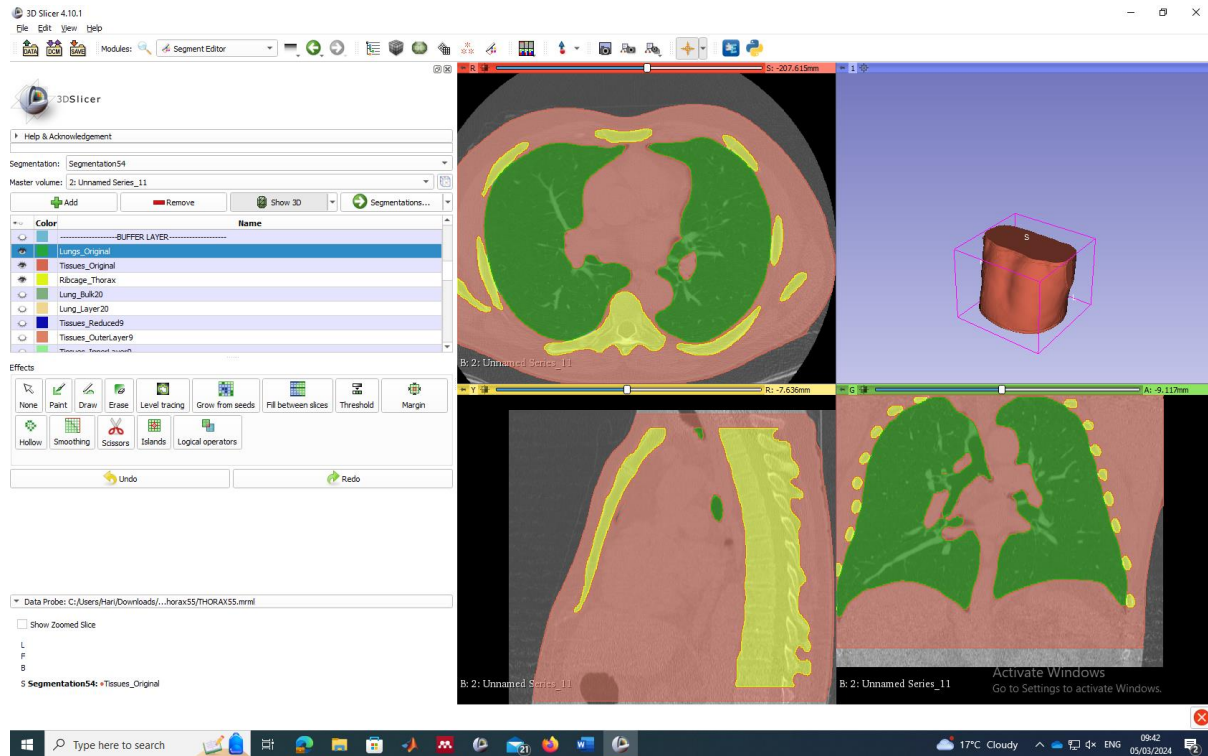 3D Slicer 4.10.1
File Edit View Help
DATA DCM SAVE Modules: Segment Editor
3DSlicer
Help & Acknowledgement
Segmentation: Segmentation54
Master volume: 2: Unnamed Series_11
Add Remove Show 3D Segmentations...
Color Name
--------------------BUFFER LAYER--------------------
Lungs_Original
Tissues_Original
Ribcage_Thorax
Lung_Bulk20
Lung_Layer20
Tissues_Reduced9
Tissues_OuterLayer9
Tissues_InnerLayer9
Effects
None Paint Draw Erase Level tracing Grow from seeds Fill between slices Threshold Margin
Hollow Smoothing Scissors Islands Logical operators
Undo Redo
Data Probe: C:/Users/Hari/Downloads/...horax55/THORAX55.mrml
Show Zoomed Slice
L
F
B
S Segmentation54: Tissues_Original
R S: -207.615mm
B: 2: Unnamed Series_11
1
S
Y R: -7.636mm
B: 2: Unnamed Series_11
G A: -9.117mm
B: 2: Unnamed Series_11
Activate Windows
Go to Settings to activate Windows.
Type here to search
21
17°C Cloudy ENG
09:42
05/03/2024
2